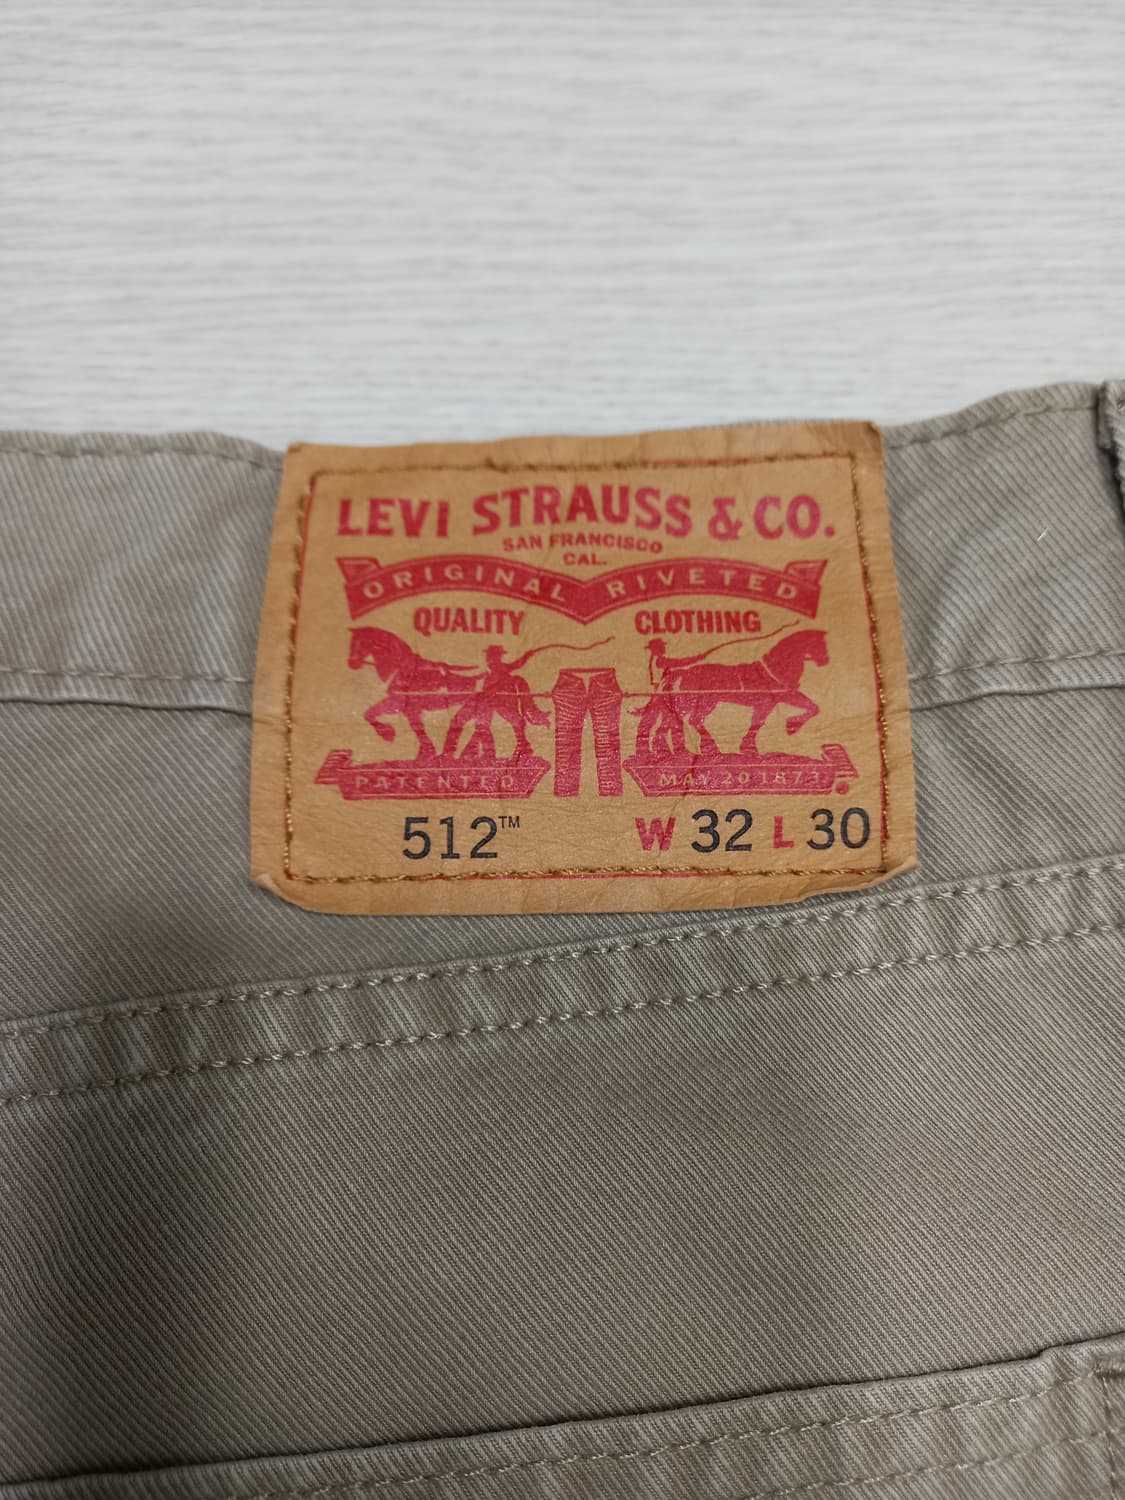 LEVI STRAUSS & CO.
SAN FRANCISCO
CAL.
ORIGINAL RIVETED
QUALITY CLOTHING
PATENTED MAY 20 1873
512™ W 32 L 30